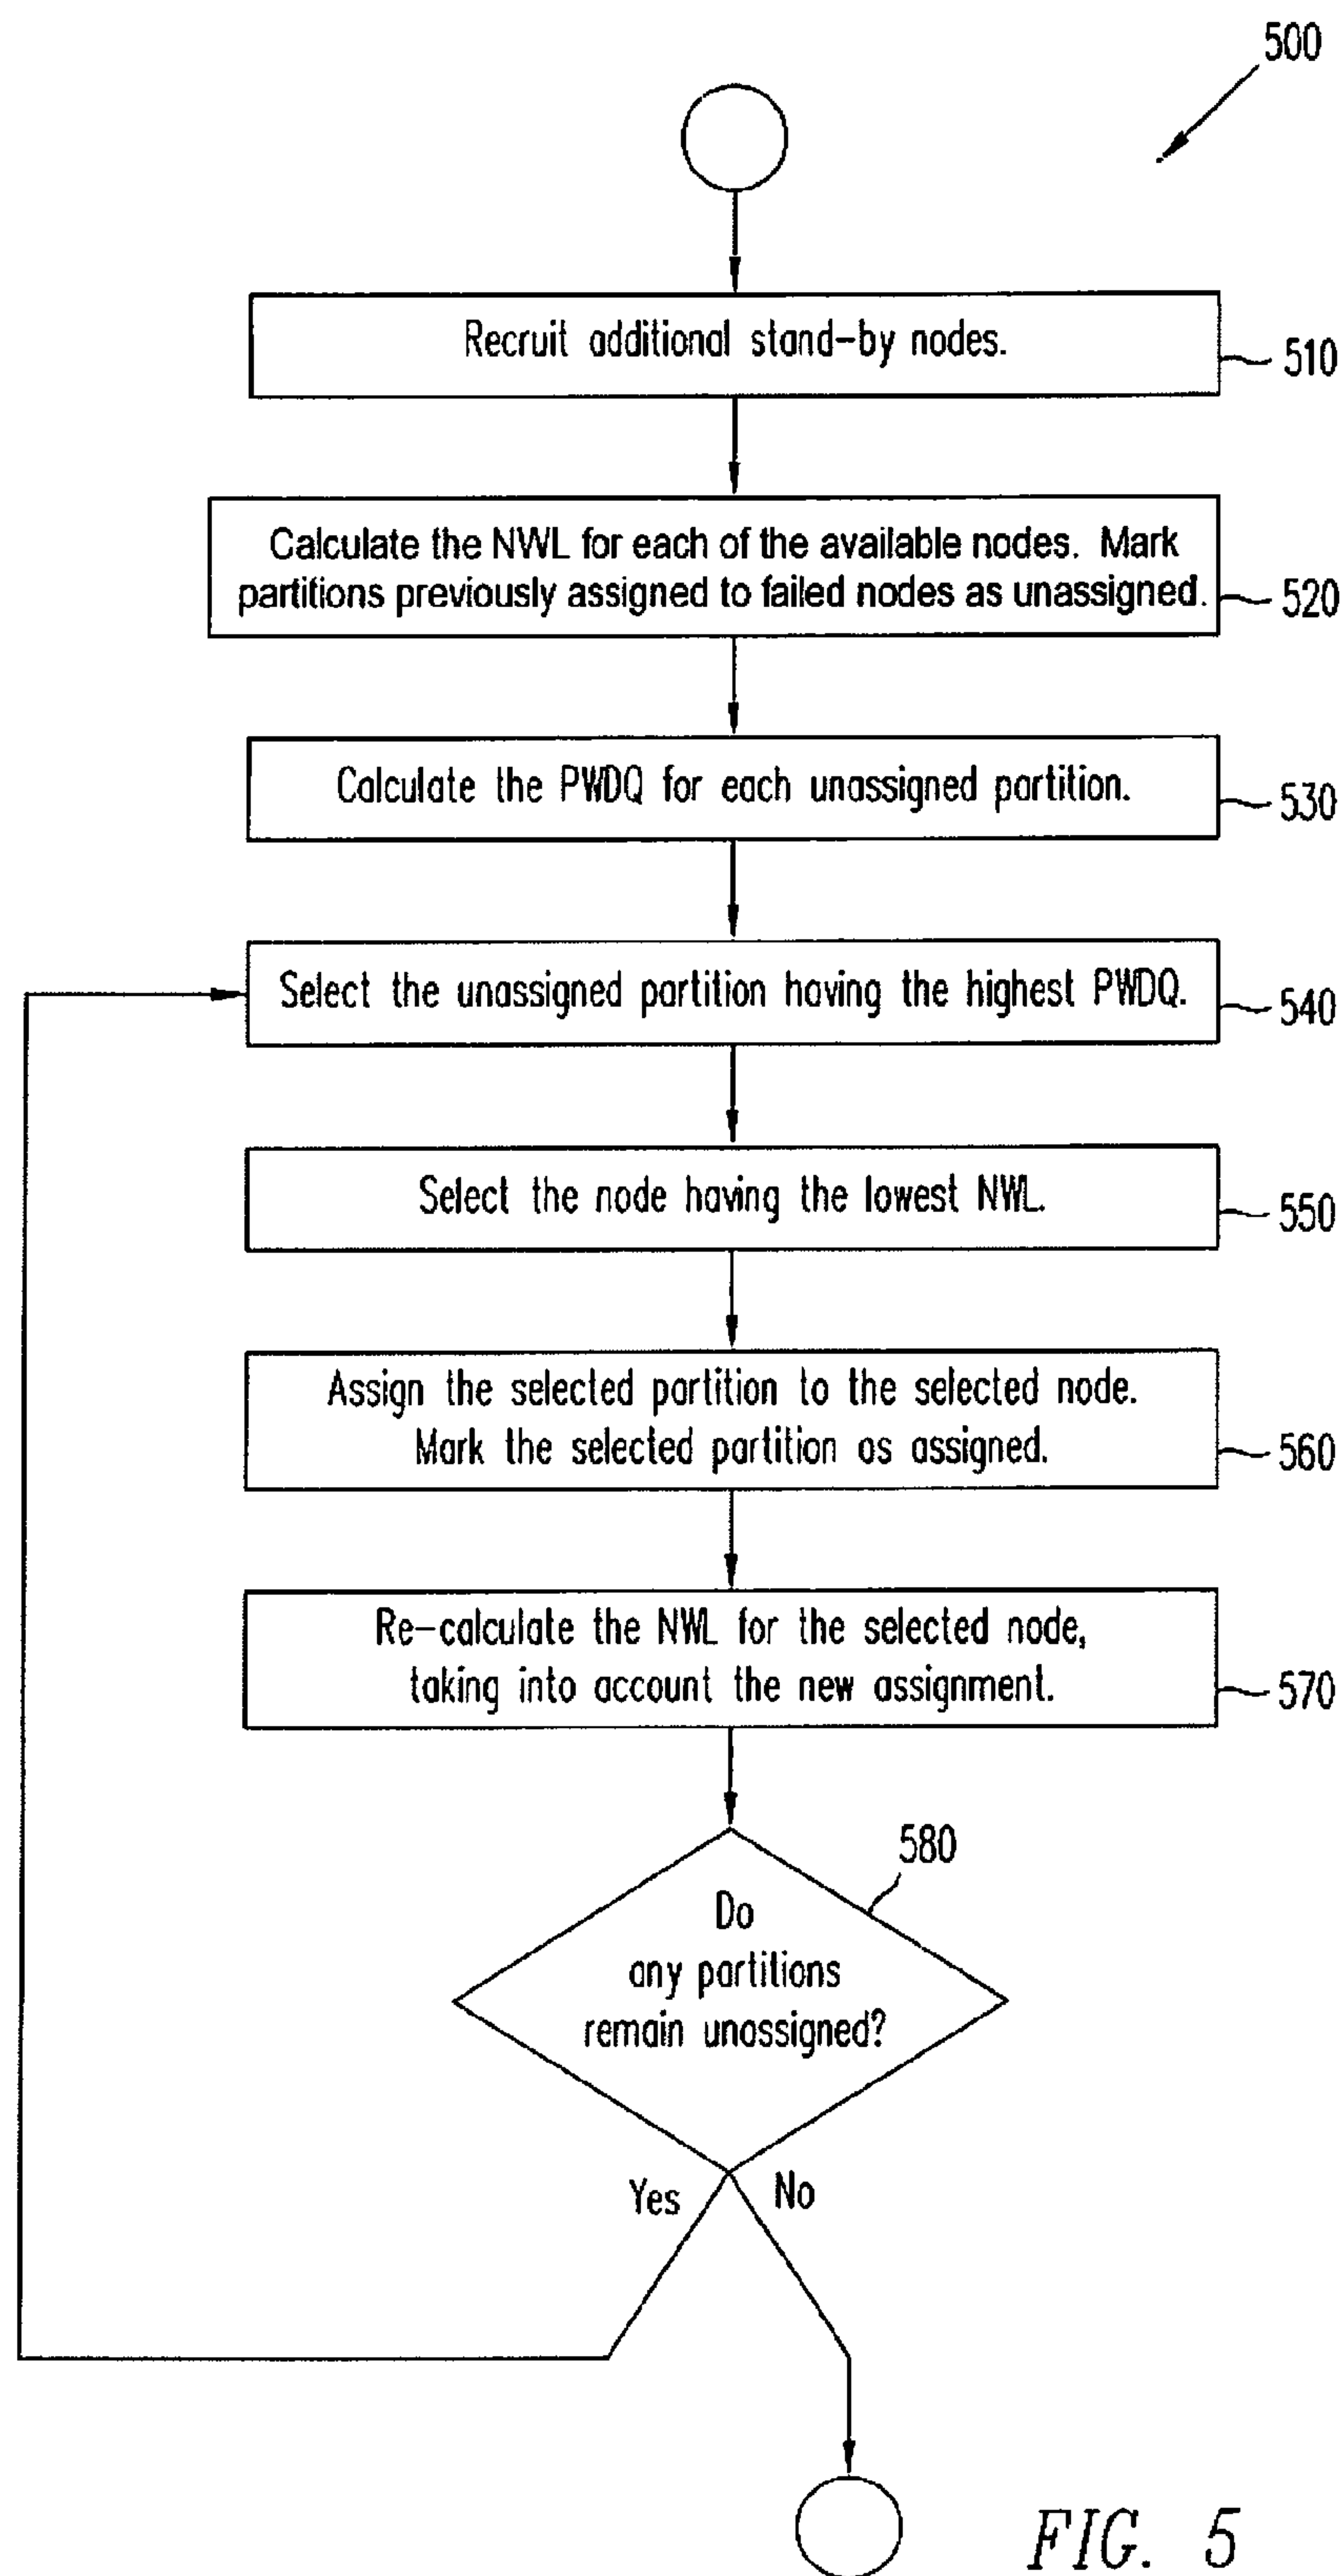 500
Recruit additional stand-by nodes.
510
Calculate the NWL for each of the available nodes. Mark
partitions previously assigned to failed nodes as unassigned.
520
Calculate the PWDQ for each unassigned partition.
530
Select the unassigned partition having the highest PWDQ.
540
Select the node having the lowest NWL.
550
Assign the selected partition to the selected node.
Mark the selected partition as assigned.
560
Re-calculate the NWL for the selected node,
taking into account the new assignment.
570
580
Do
any partitions
remain unassigned?
Yes
No
FIG. 5